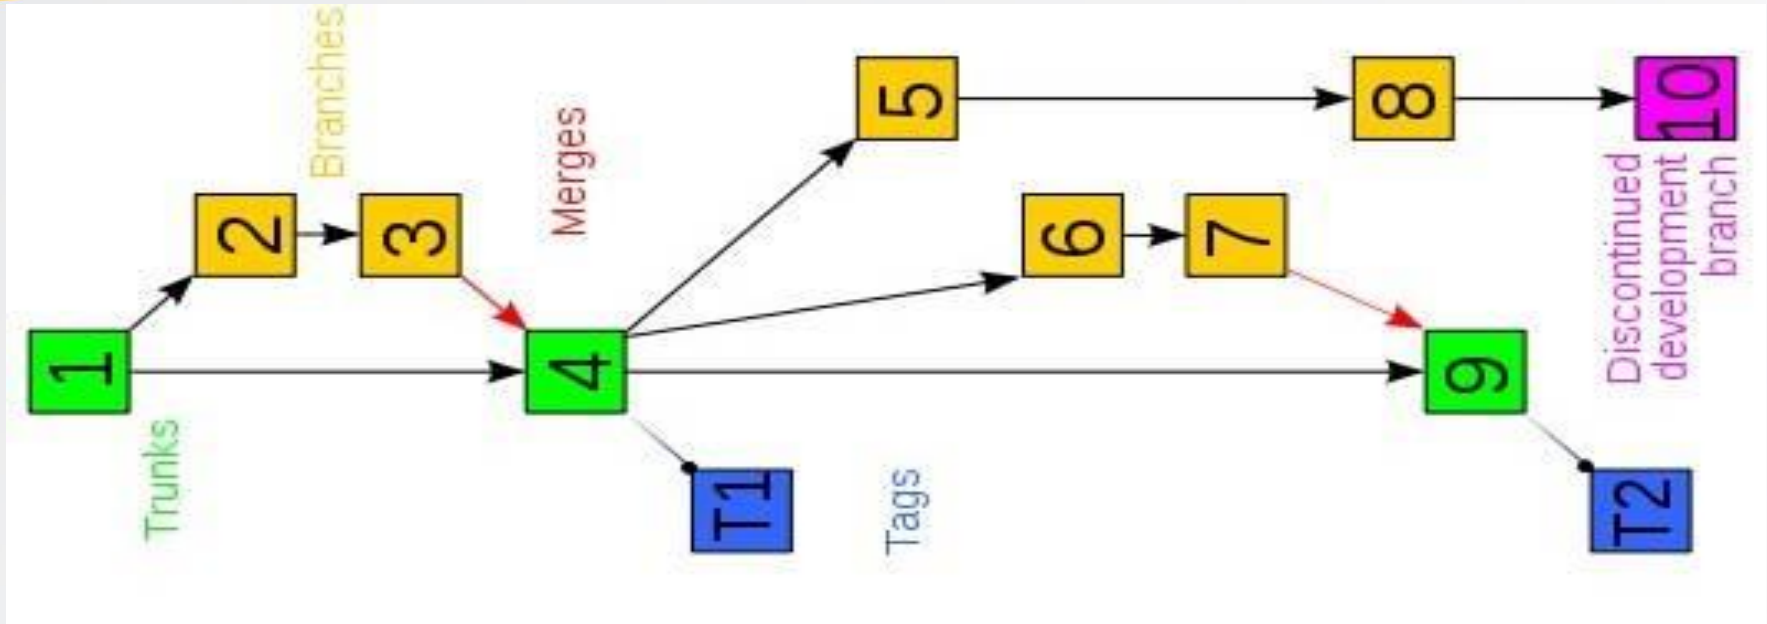 1
Trunks
2
Branches
3
Merges
4
T1
Tags
5
6
7
8
9
T2
10
Discontinued
development
branch